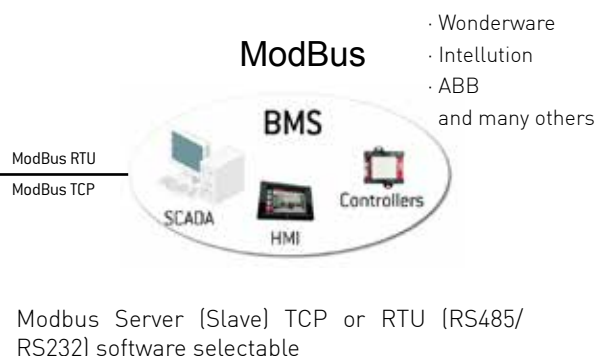 ModBus
· Wonderware
· Intellution
· ABB
and many others
BMS
ModBus RTU
ModBus TCP
SCADA
HMI
Controllers
Modbus Server (Slave) TCP or RTU (RS485/
RS232) software selectable